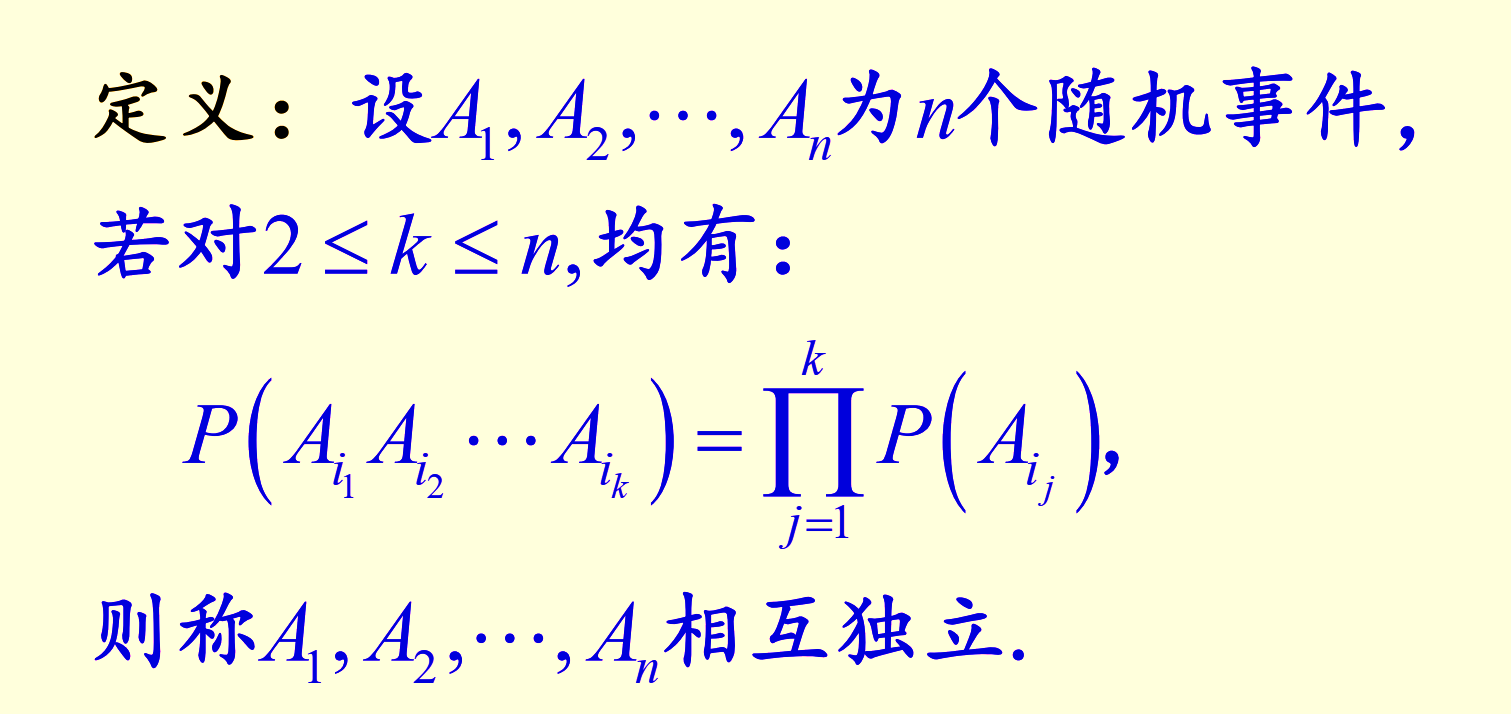 定义：设A₁, A₂, ⋯, Aₙ为n个随机事件，
若对2 ≤ k ≤ n,均有：
P(A_{i_1} A_{i_2} ⋯ A_{i_k}) = ∏_{j=1}^{k} P(A_{i_j})，
则称A₁, A₂, ⋯, Aₙ相互独立.